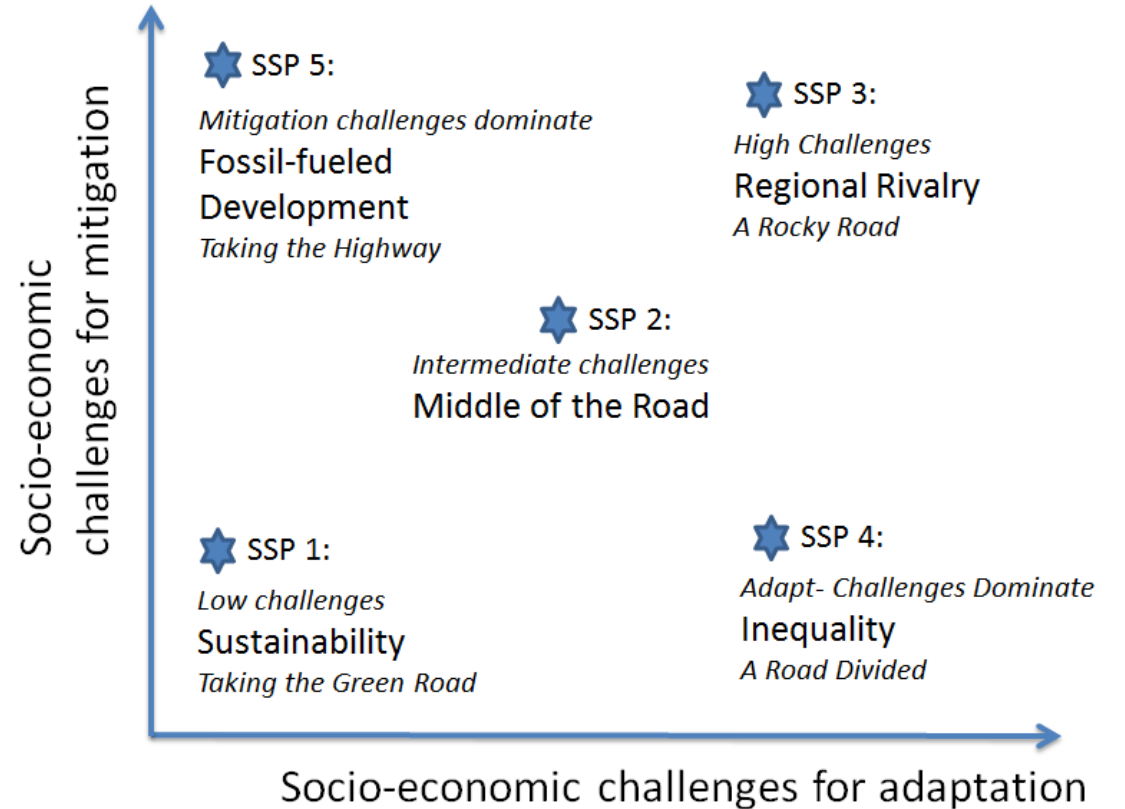 Socio-economic
challenges for mitigation
SSP 5:
Mitigation challenges dominate
Fossil-fueled
Development
Taking the Highway
SSP 3:
High Challenges
Regional Rivalry
A Rocky Road
SSP 2:
Intermediate challenges
Middle of the Road
SSP 1:
Low challenges
Sustainability
Taking the Green Road
SSP 4:
Adapt- Challenges Dominate
Inequality
A Road Divided
Socio-economic challenges for adaptation